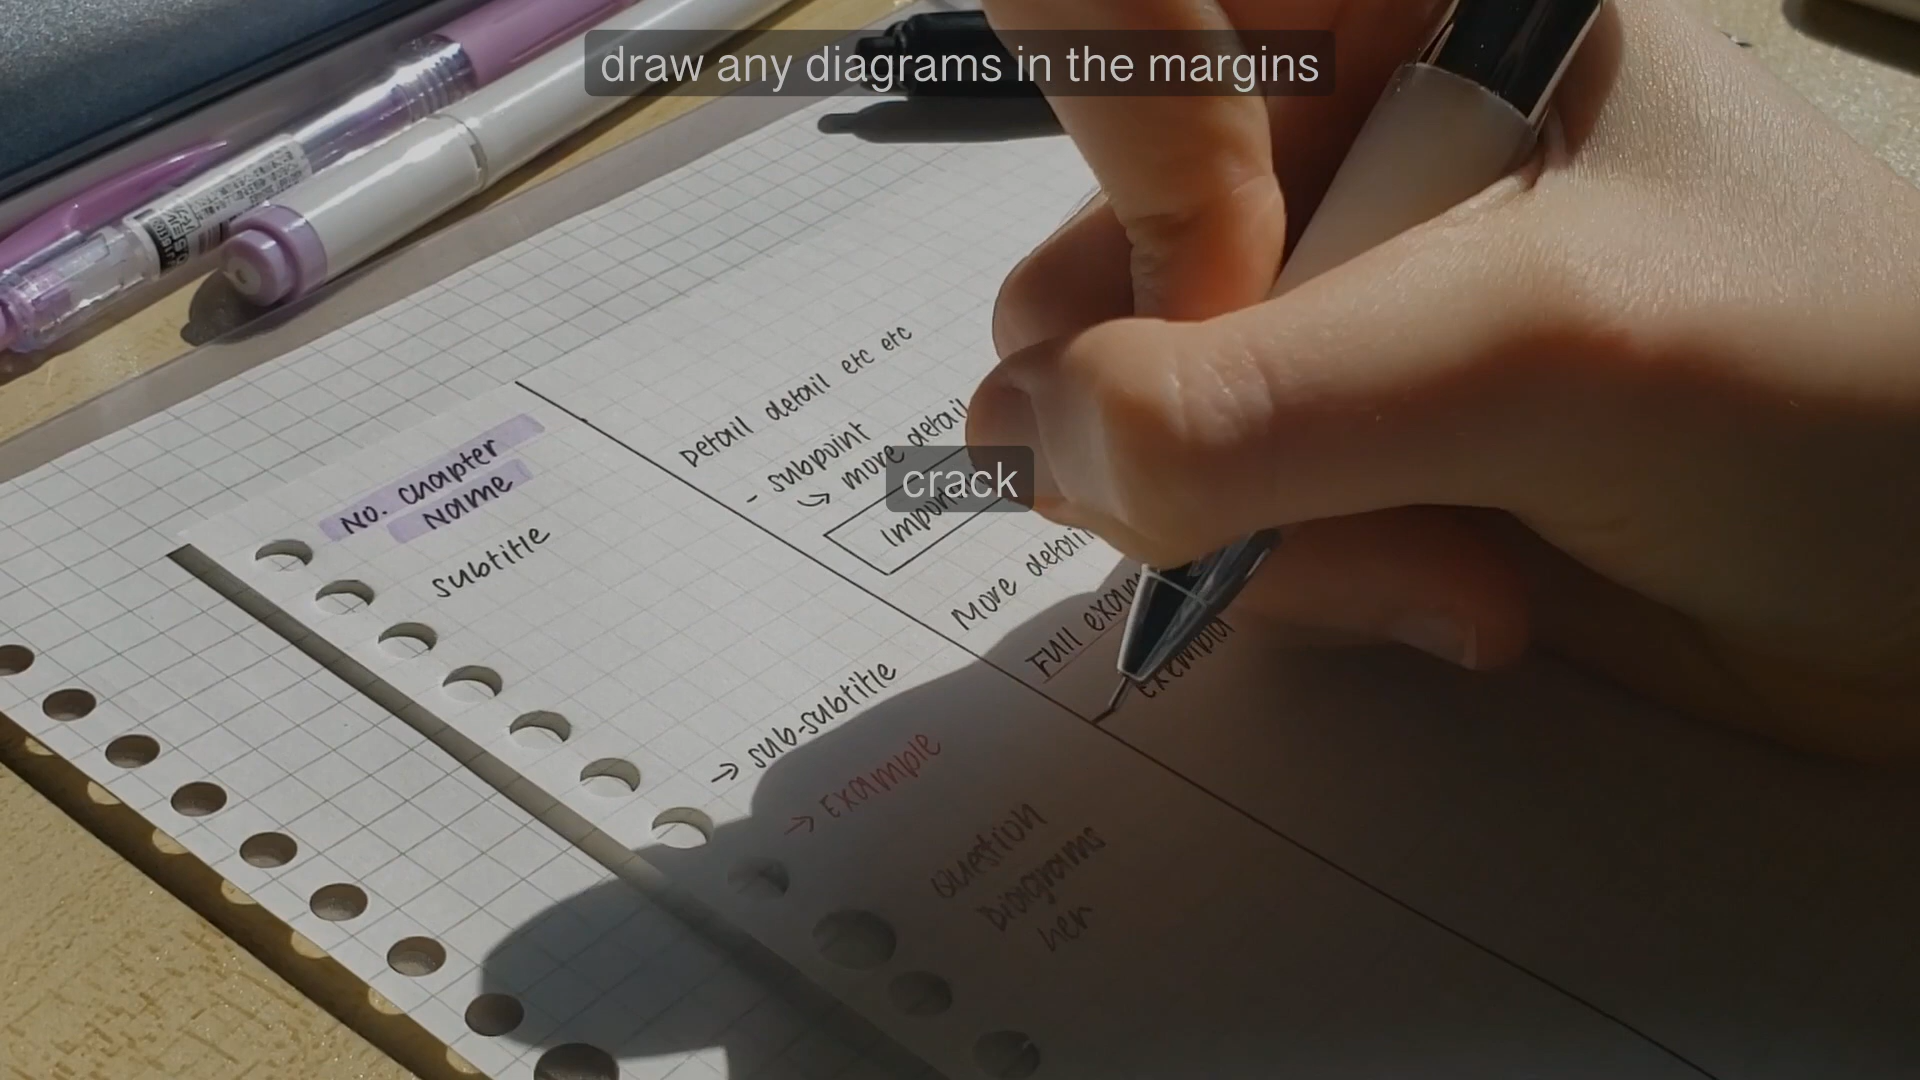 draw any diagrams in the margins
Detail detail etc etc
- subpoint
↳ more detail
crack
No. chapter
Name
subtitle
More detail
Full exam
→ sub-subtitle
→ Example
Question
Diagrams
her